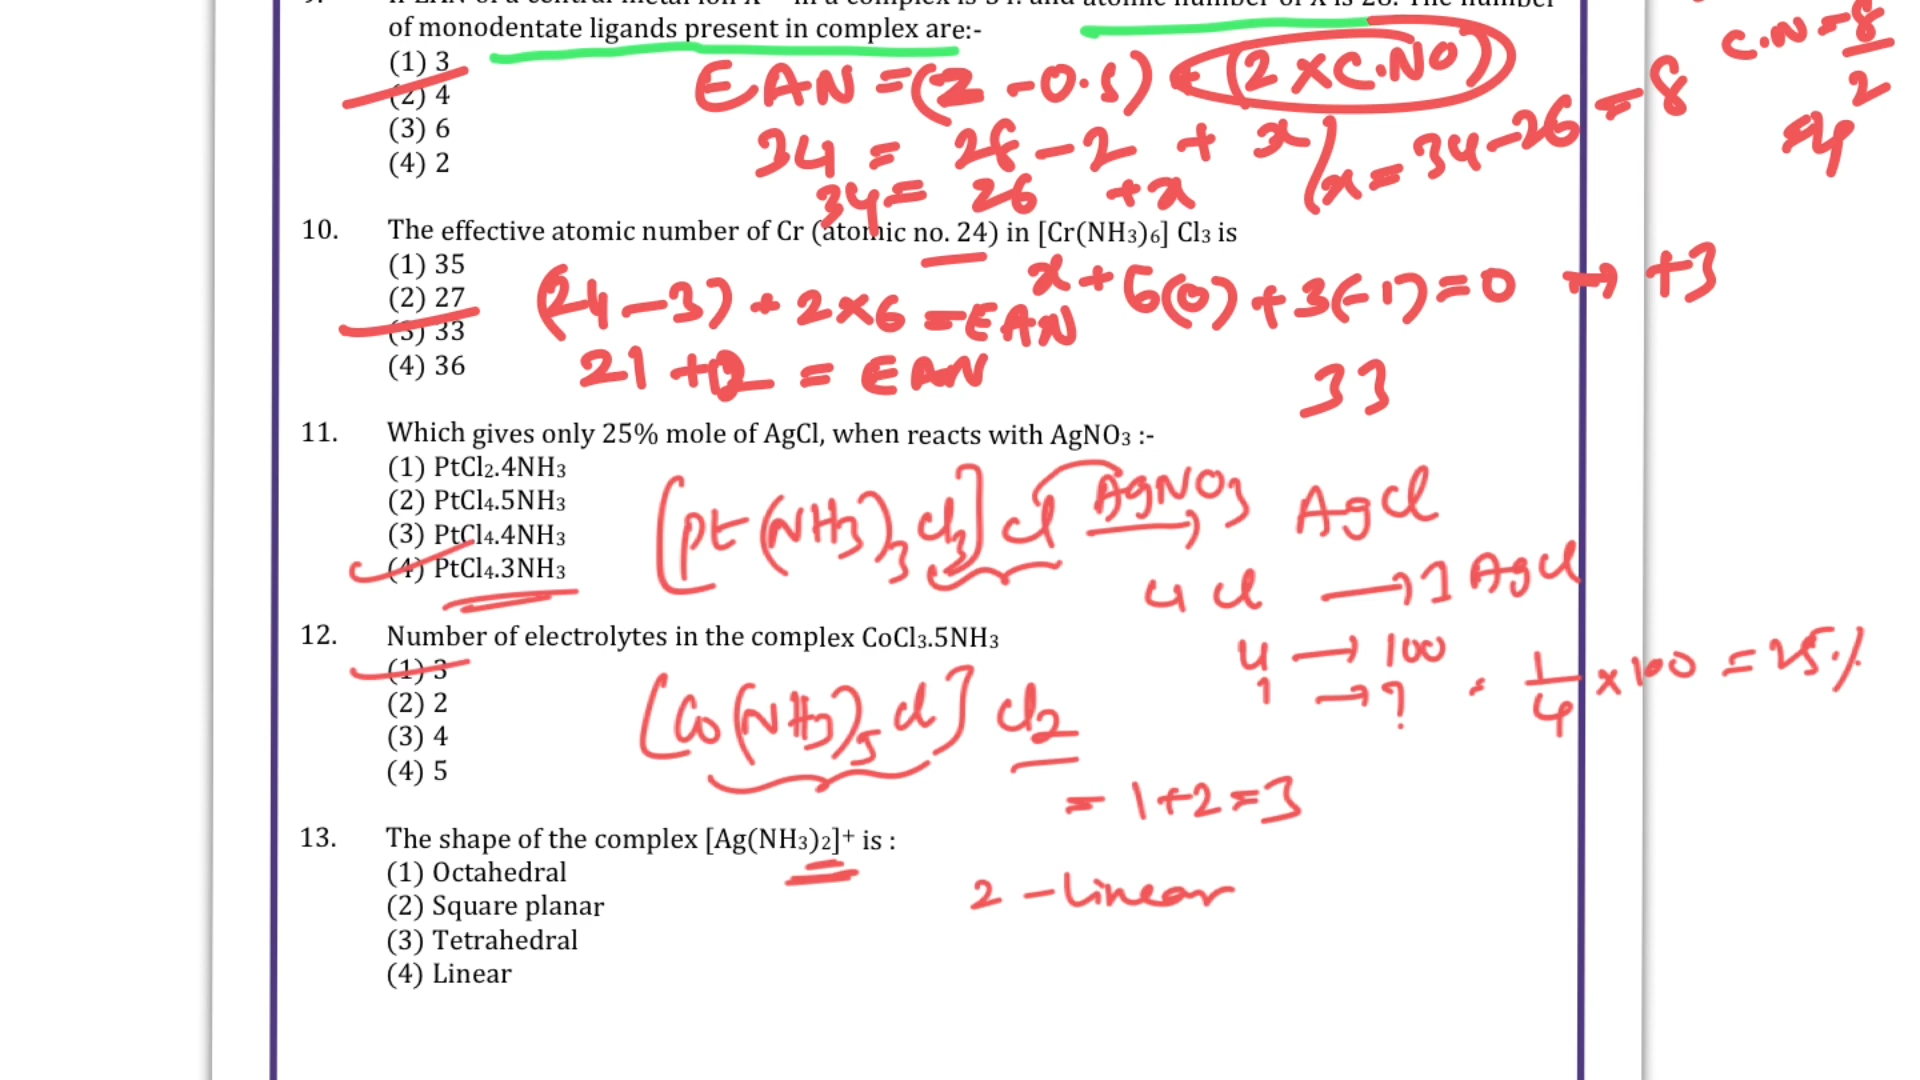 of monodentate ligands present in complex are:-
(1) 3
(2) 4
(3) 6
(4) 2
EAN = (Z - O.S) + (2 X C.NO)
34 = 28 - 2 + x
34 = 26 + x
x = 34 - 26 = 8
C.N = 8/2
= 4
10. The effective atomic number of Cr (atomic no. 24) in [Cr(NH3)6] Cl3 is
(1) 35
(2) 27
(3) 33
(4) 36
x + 6(0) + 3(-1) = 0 → +3
(24 - 3) + 2x6 = EAN
21 + 12 = EAN
33
11. Which gives only 25% mole of AgCl, when reacts with AgNO3 :-
(1) PtCl2.4NH3
(2) PtCl4.5NH3
(3) PtCl4.4NH3
(4) PtCl4.3NH3
[Pt(NH3)3Cl3]Cl AgNO3 → AgCl
4 Cl → 1 AgCl
4 → 100
1 → ? = 1/4 x 100 = 25%
12. Number of electrolytes in the complex CoCl3.5NH3
(1) 3
(2) 2
(3) 4
(4) 5
[Co(NH3)5Cl] Cl2
= 1+2=3
13. The shape of the complex [Ag(NH3)2]+ is :
(1) Octahedral
(2) Square planar
(3) Tetrahedral
(4) Linear
2 - Linear